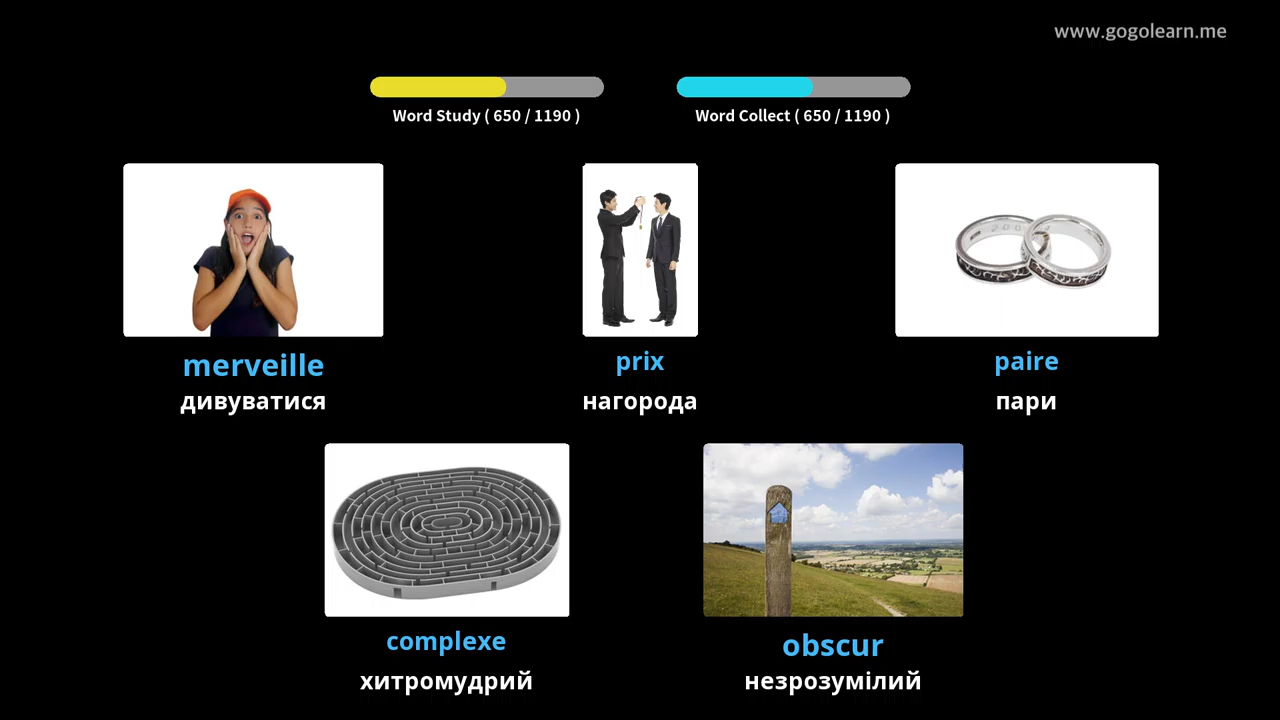 www.gogolearn.me
Word Study ( 650 / 1190 )
Word Collect ( 650 / 1190 )
merveille
дивуватися
prix
нагорода
paire
пари
complexe
хитромудрий
obscur
незрозумілий